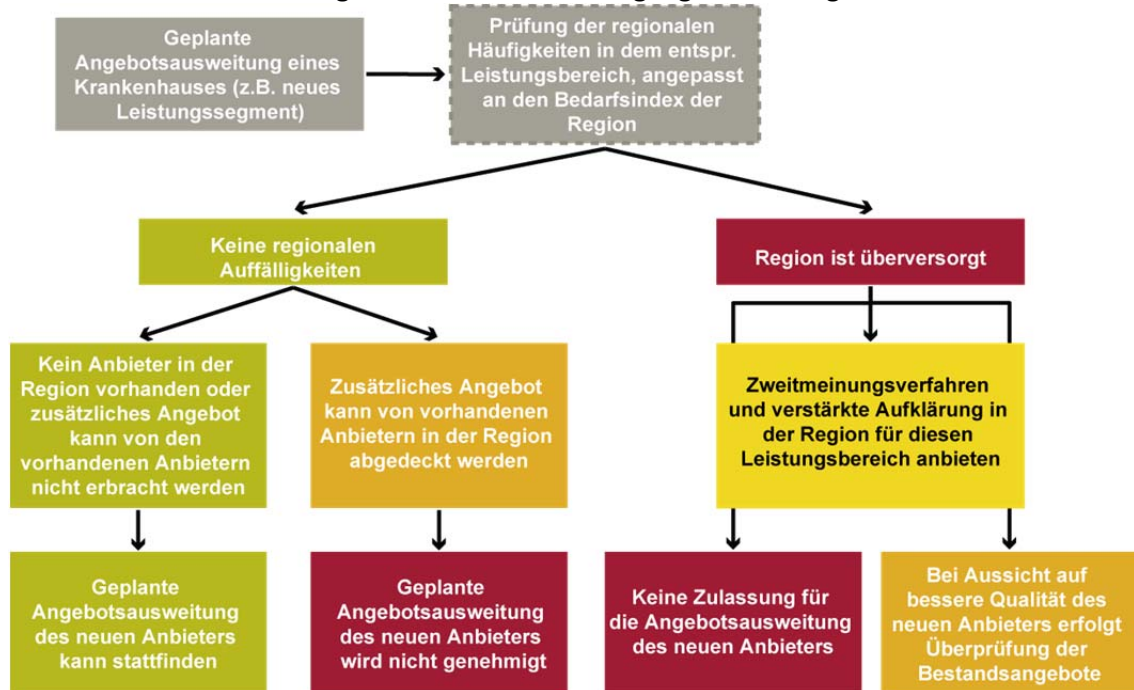 Geplante
Angebotsausweitung eines
Krankenhauses (z.B. neues
Leistungssegment)
Prüfung der regionalen
Häufigkeiten in dem entspr.
Leistungsbereich, angepasst
an den Bedarfsindex der
Region
Keine regionalen
Auffälligkeiten
Region ist überversorgt
Kein Anbieter in der
Region vorhanden oder
zusätzliches Angebot
kann von den
vorhandenen Anbietern
nicht erbracht werden
Zusätzliches Angebot
kann von vorhandenen
Anbietern in der Region
abgedeckt werden
Zweitmeinungsverfahren
und verstärkte Aufklärung in
der Region für diesen
Leistungsbereich anbieten
Geplante
Angebotsausweitung
des neuen Anbieters
kann stattfinden
Geplante
Angebotsausweitung
des neuen Anbieters
wird nicht genehmigt
Keine Zulassung für
die Angebotsausweitung
des neuen Anbieters
Bei Aussicht auf
bessere Qualität des
neuen Anbieters erfolgt
Überprüfung der
Bestandsangebote